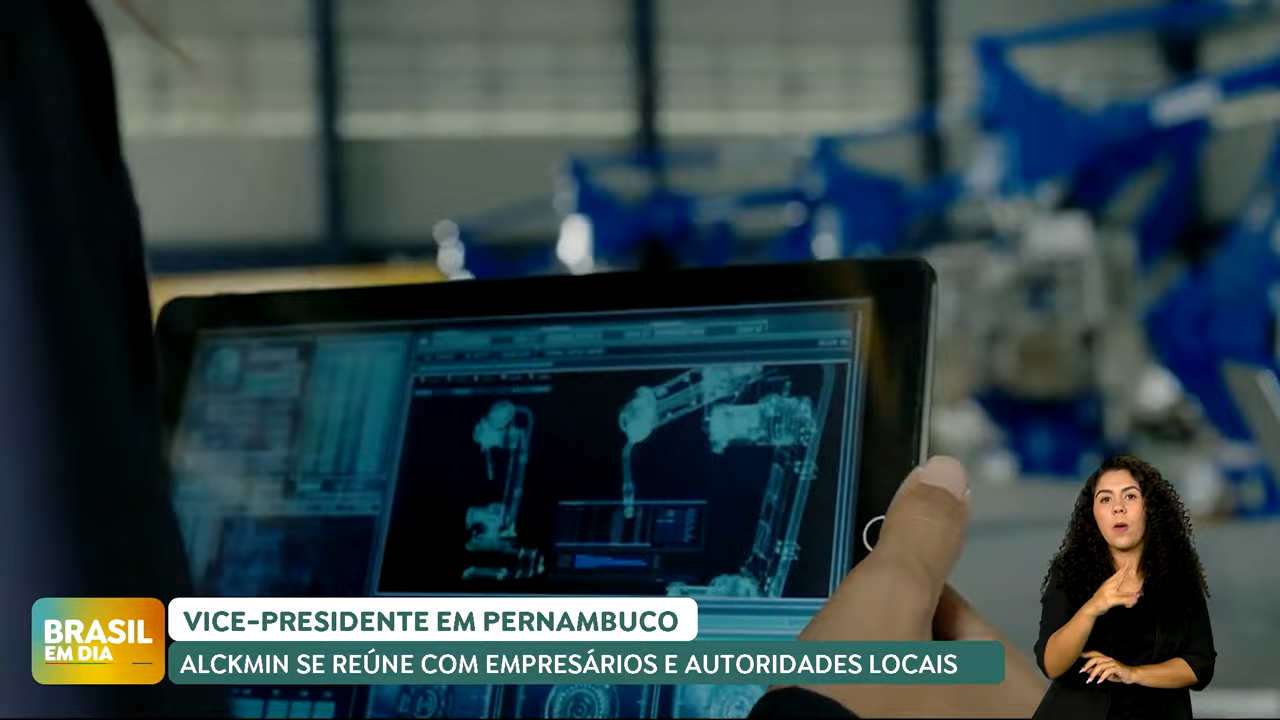 BRASIL
EM DIA
VICE-PRESIDENTE EM PERNAMBUCO
ALCKMIN SE REÚNE COM EMPRESÁRIOS E AUTORIDADES LOCAIS